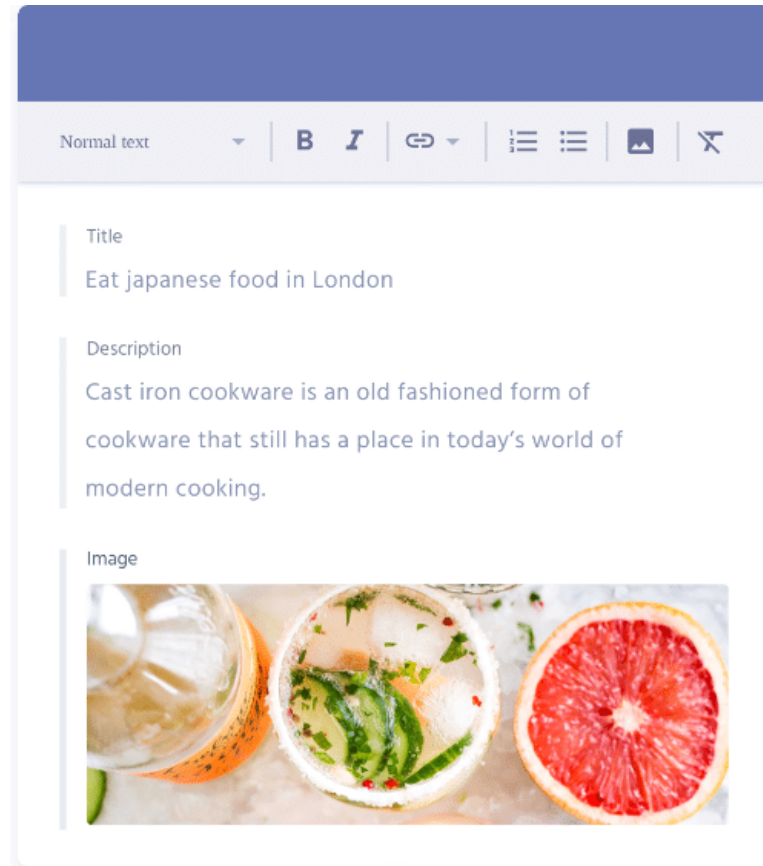 Normal text
B I
Title
Eat japanese food in London
Description
Cast iron cookware is an old fashioned form of
cookware that still has a place in today’s world of
modern cooking.
Image